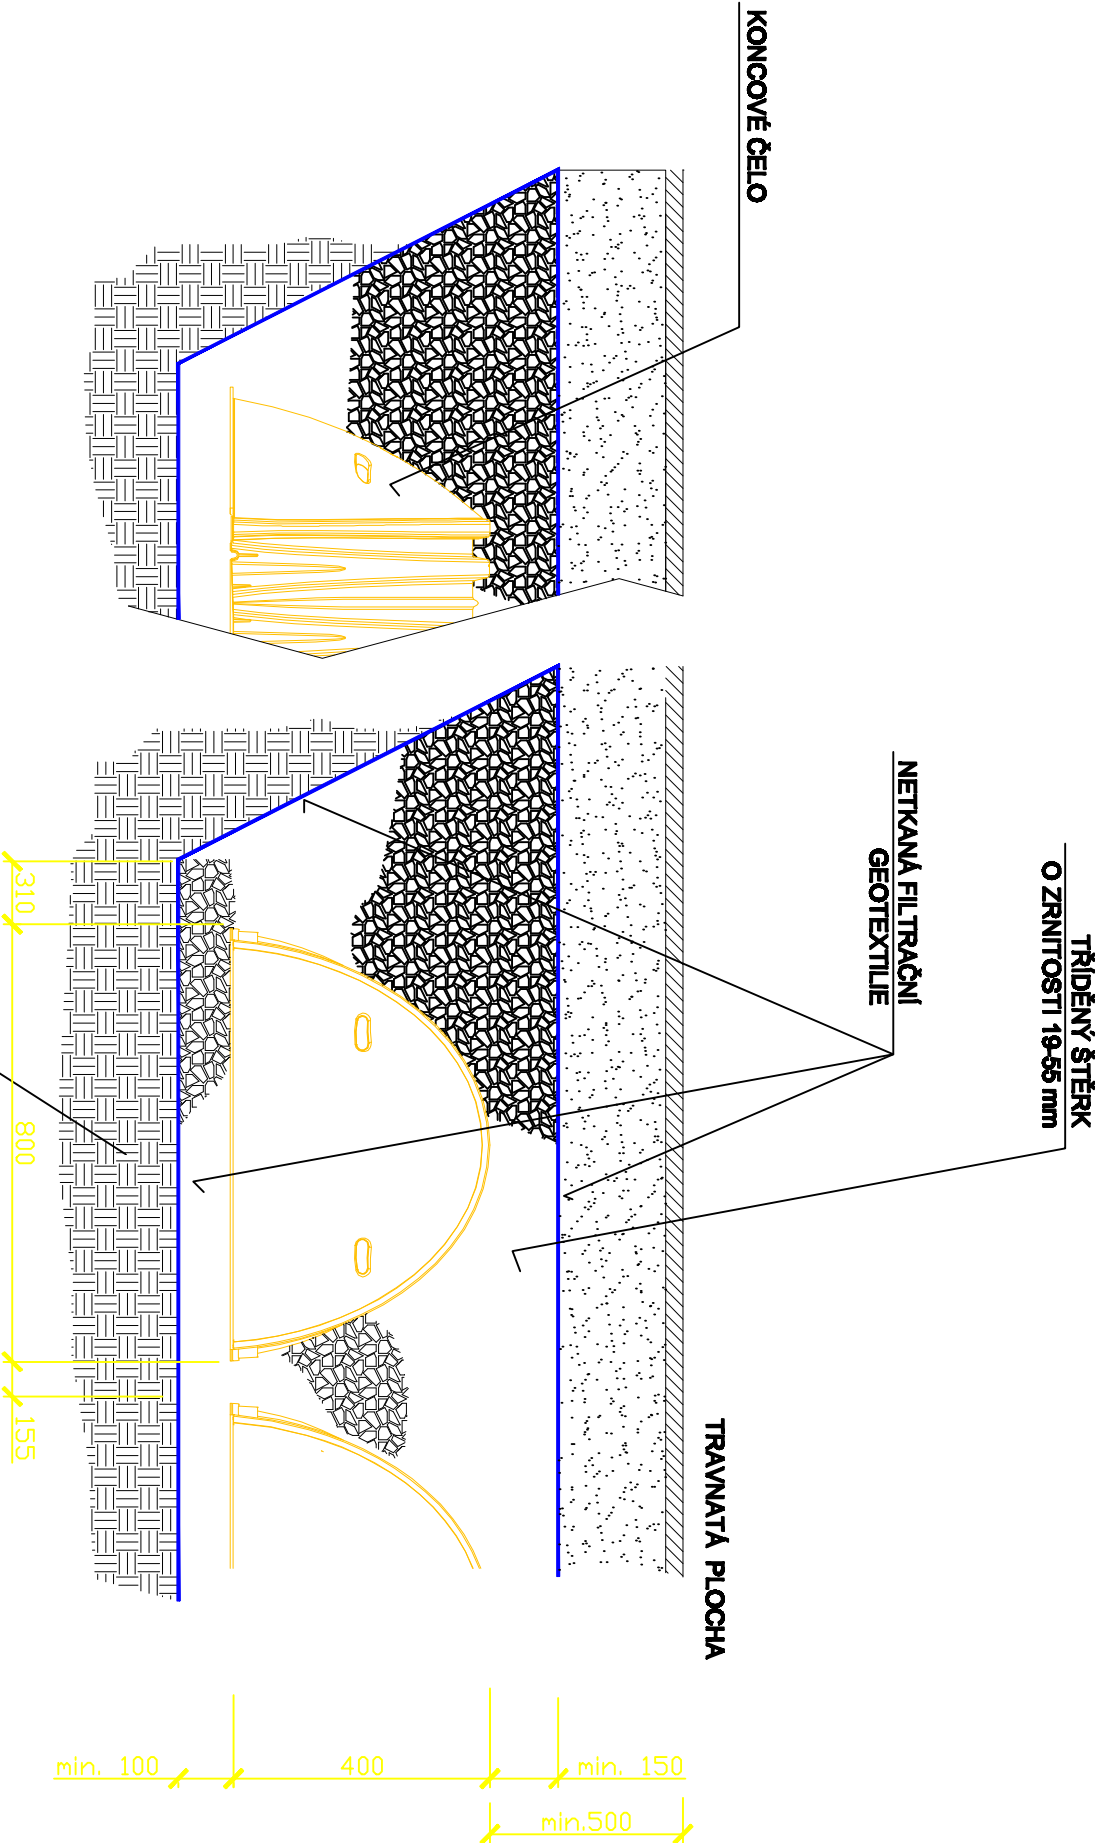 TŘÍDĚNÝ ŠTĚRK
O ZRNITOSTI 19-55 mm
NETKANÁ FILTRAČNÍ
GEOTEXTILIE
KONCOVÉ ČELO
TRAVNATÁ PLOCHA
min.500
min. 150
400
min. 100
310
800
155